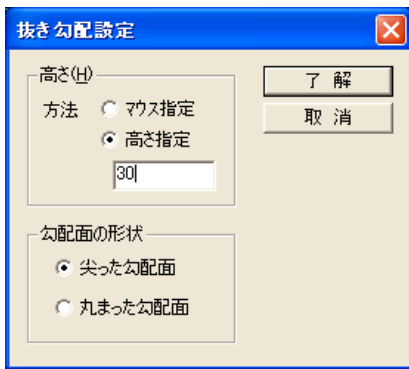 抜き勾配設定
高さ(H)
方法 マウス指定
高さ指定
30
勾配面の形状
尖った勾配面
丸まった勾配面
了 解
取 消